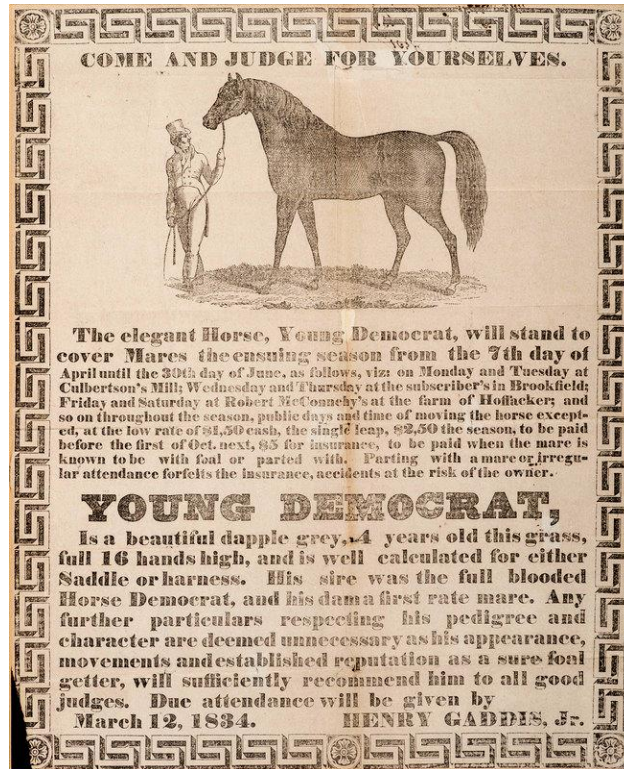 COME AND JUDGE FOR YOURSELVES.
The elegant Horse, Young Democrat, will stand to
cover Mares the ensuing season from the 7th day of
April until the 30th day of June, as follows, viz: on Monday and Tuesday at
Culbertson's Mill; Wednesday and Thursday at the subscriber's in Brookfield;
Friday and Saturday at Robert McConnehy's at the farm of Hoffacker; and
so on throughout the season, public days and time of moving the horse except-
ed, at the low rate of $1,50 cash, the single leap, $2,50 the season, to be paid
before the first of Oct. next, $5 for insurance, to be paid when the mare is
known to be with foal or parted with. Parting with a mare or irregu-
lar attendance forfeits the insurance, accidents at the risk of the owner.
YOUNG DEMOCRAT,
Is a beautiful dapple grey, 4 years old this grass,
full 16 hands high, and is well calculated for either
Saddle or harness. His sire was the full blooded
Horse Democrat, and his dam a first rate mare. Any
further particulars respecting his pedigree and
character are deemed unnecessary as his appearance,
movements and established reputation as a sure foal
getter, will sufficiently recommend him to all good
judges. Due attendance will be given by
March 12, 1834. HENRY GADDIS, Jr.